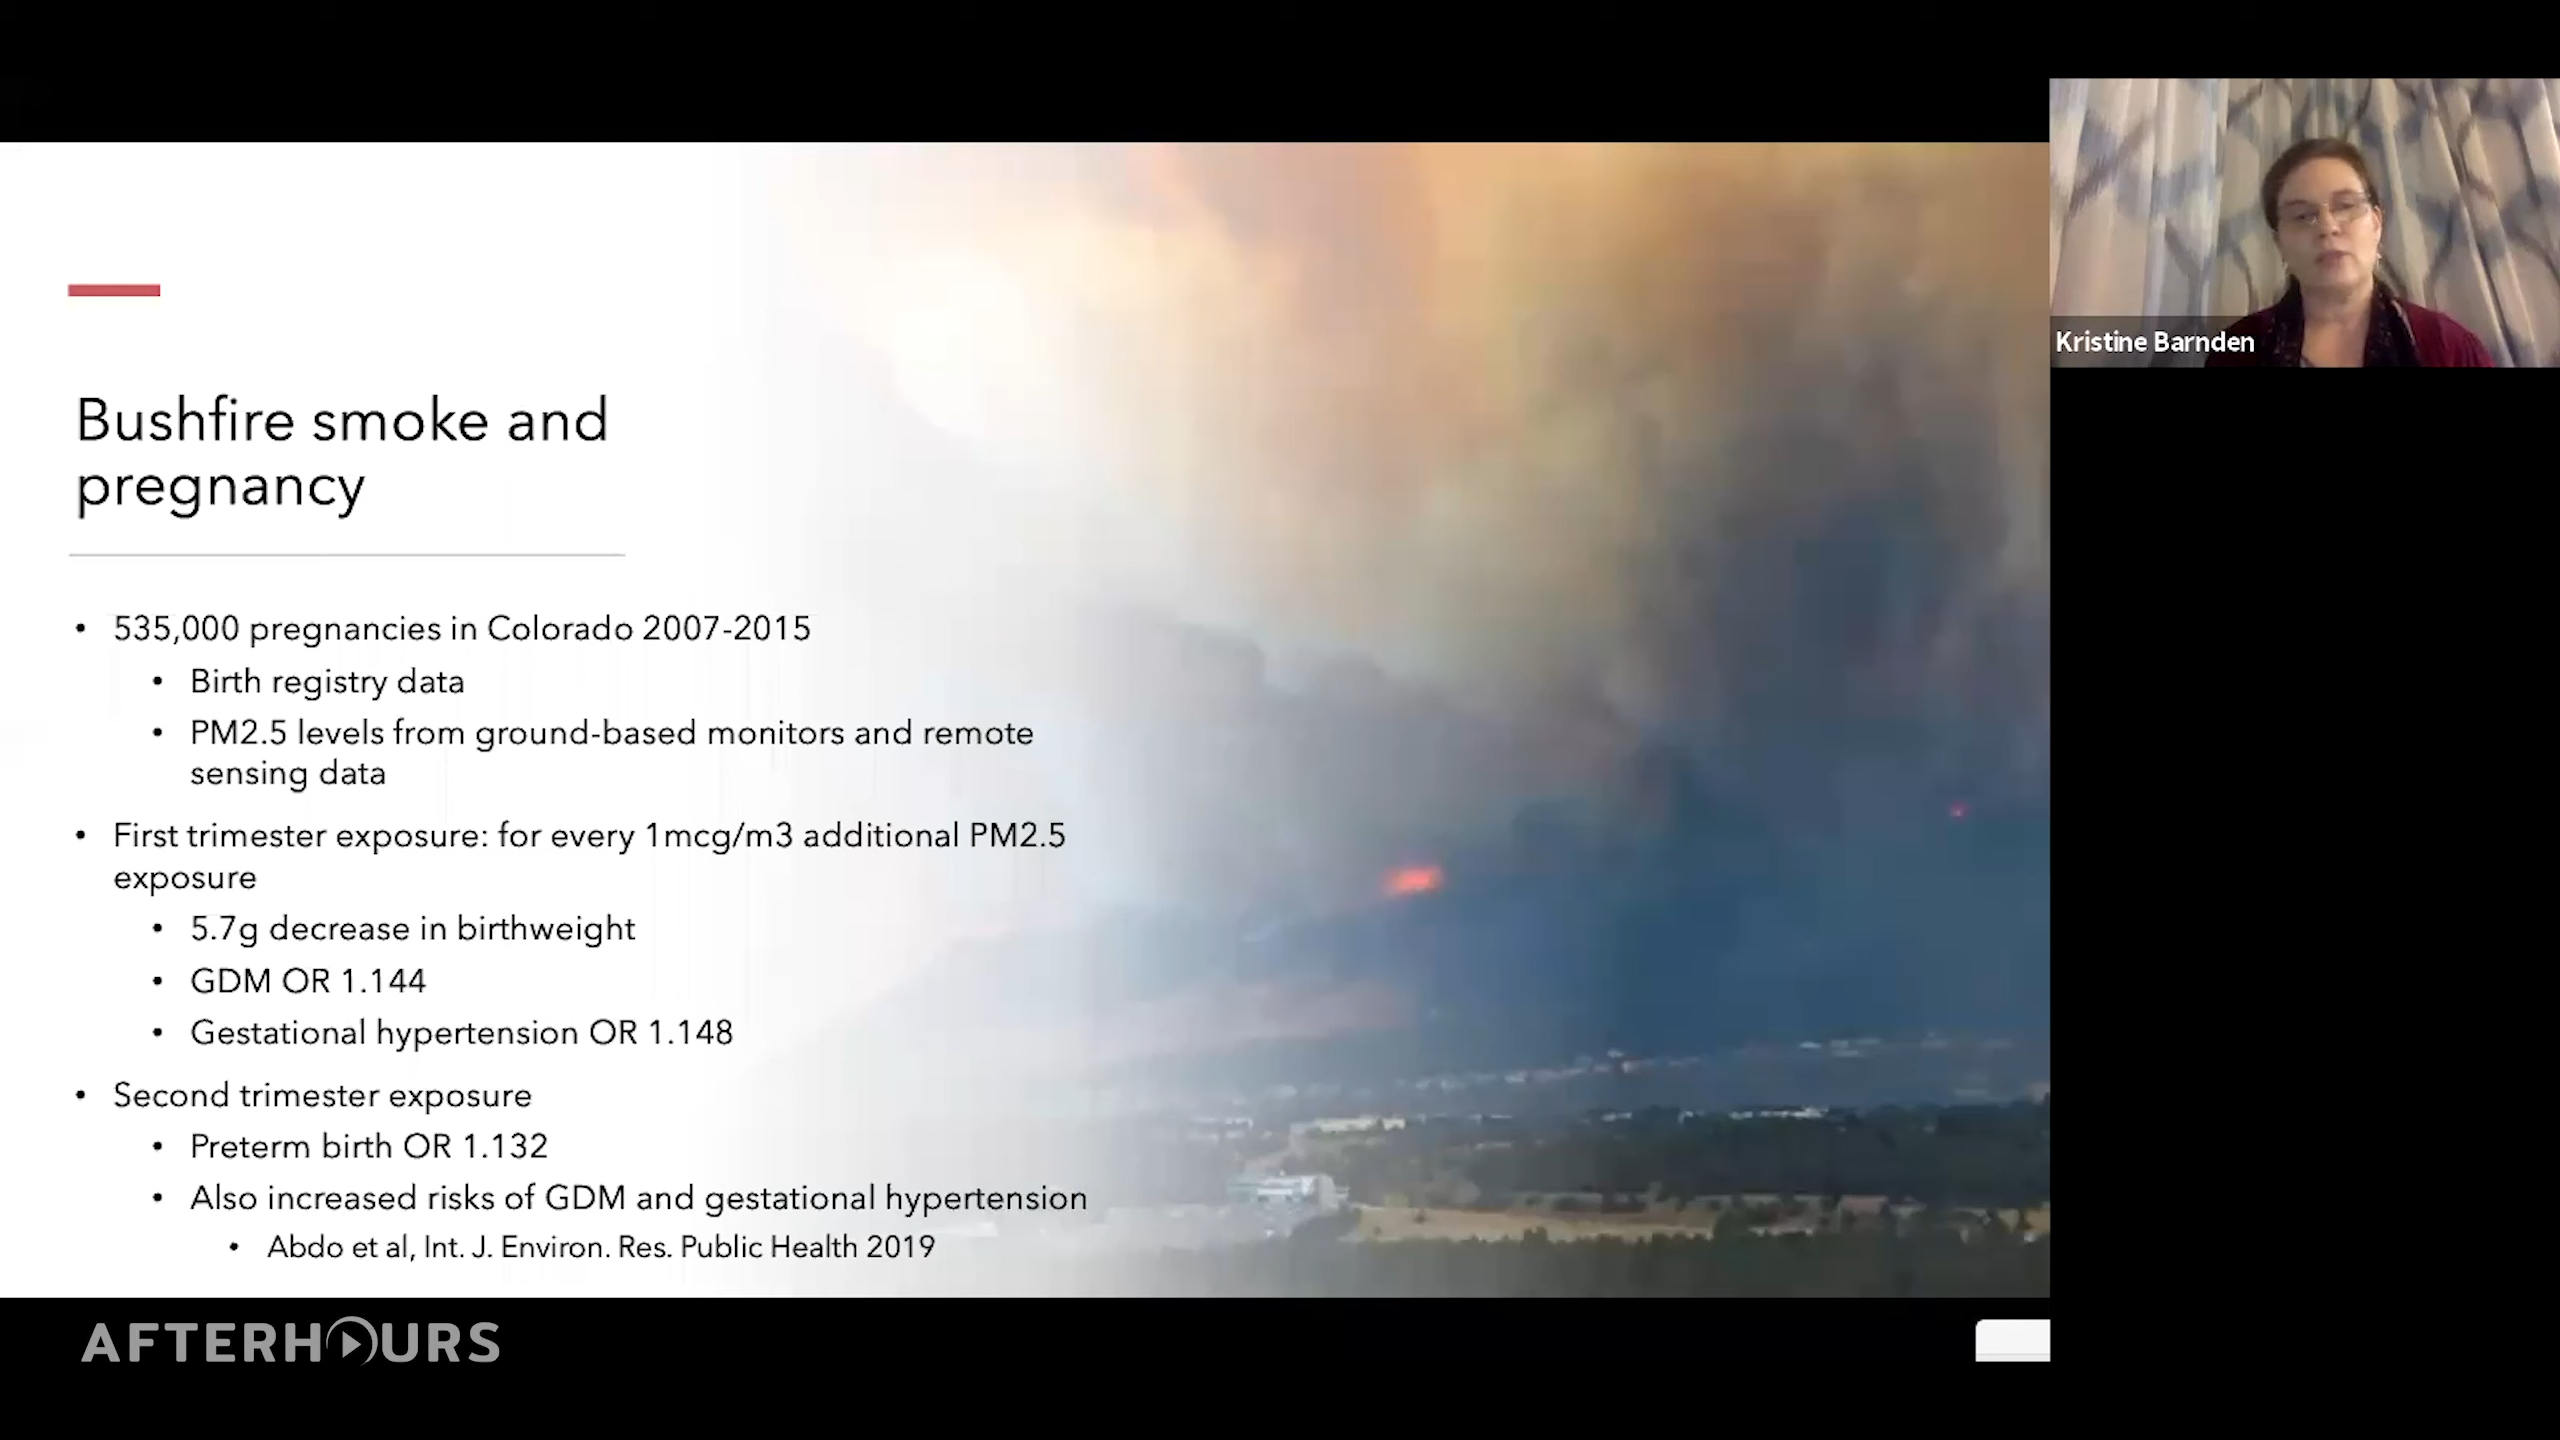 Bushfire smoke and
pregnancy
• 535,000 pregnancies in Colorado 2007-2015
• Birth registry data
• PM2.5 levels from ground-based monitors and remote
sensing data
• First trimester exposure: for every 1mcg/m3 additional PM2.5
exposure
• 5.7g decrease in birthweight
• GDM OR 1.144
• Gestational hypertension OR 1.148
• Second trimester exposure
• Preterm birth OR 1.132
• Also increased risks of GDM and gestational hypertension
• Abdo et al, Int. J. Environ. Res. Public Health 2019
Kristine Barnden
AFTERHOURS